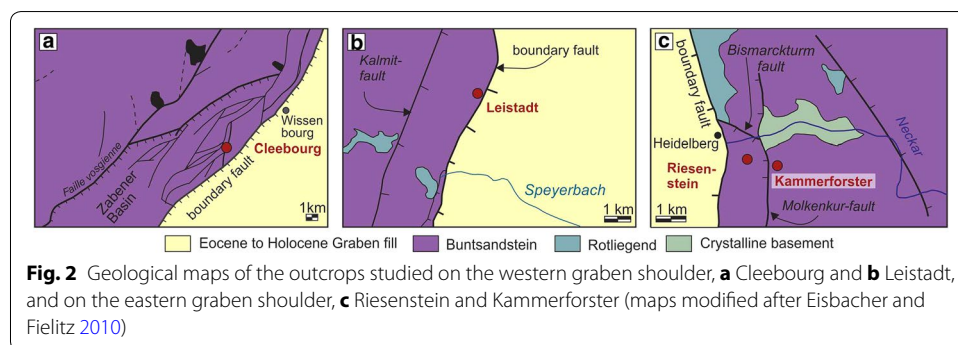 a
Wissen
bourg
Cleebourg
Faille vosgienne
Zabener
Basin
boundary fault
1km
b
Kalmit-
fault
boundary fault
Leistadt
Speyerbach
1 km
c
boundary fault
Bismarckturm
fault
Neckar
Heidelberg
Riesen-
stein
Kammerforster
Molkenkur-fault
1 km
Eocene to Holocene Graben fill
Buntsandstein
Rotliegend
Crystalline basement
Fig. 2 Geological maps of the outcrops studied on the western graben shoulder, a Cleebourg and b Leistadt,
and on the eastern graben shoulder, c Riesenstein and Kammerforster (maps modified after Eisbacher and
Fielitz 2010)